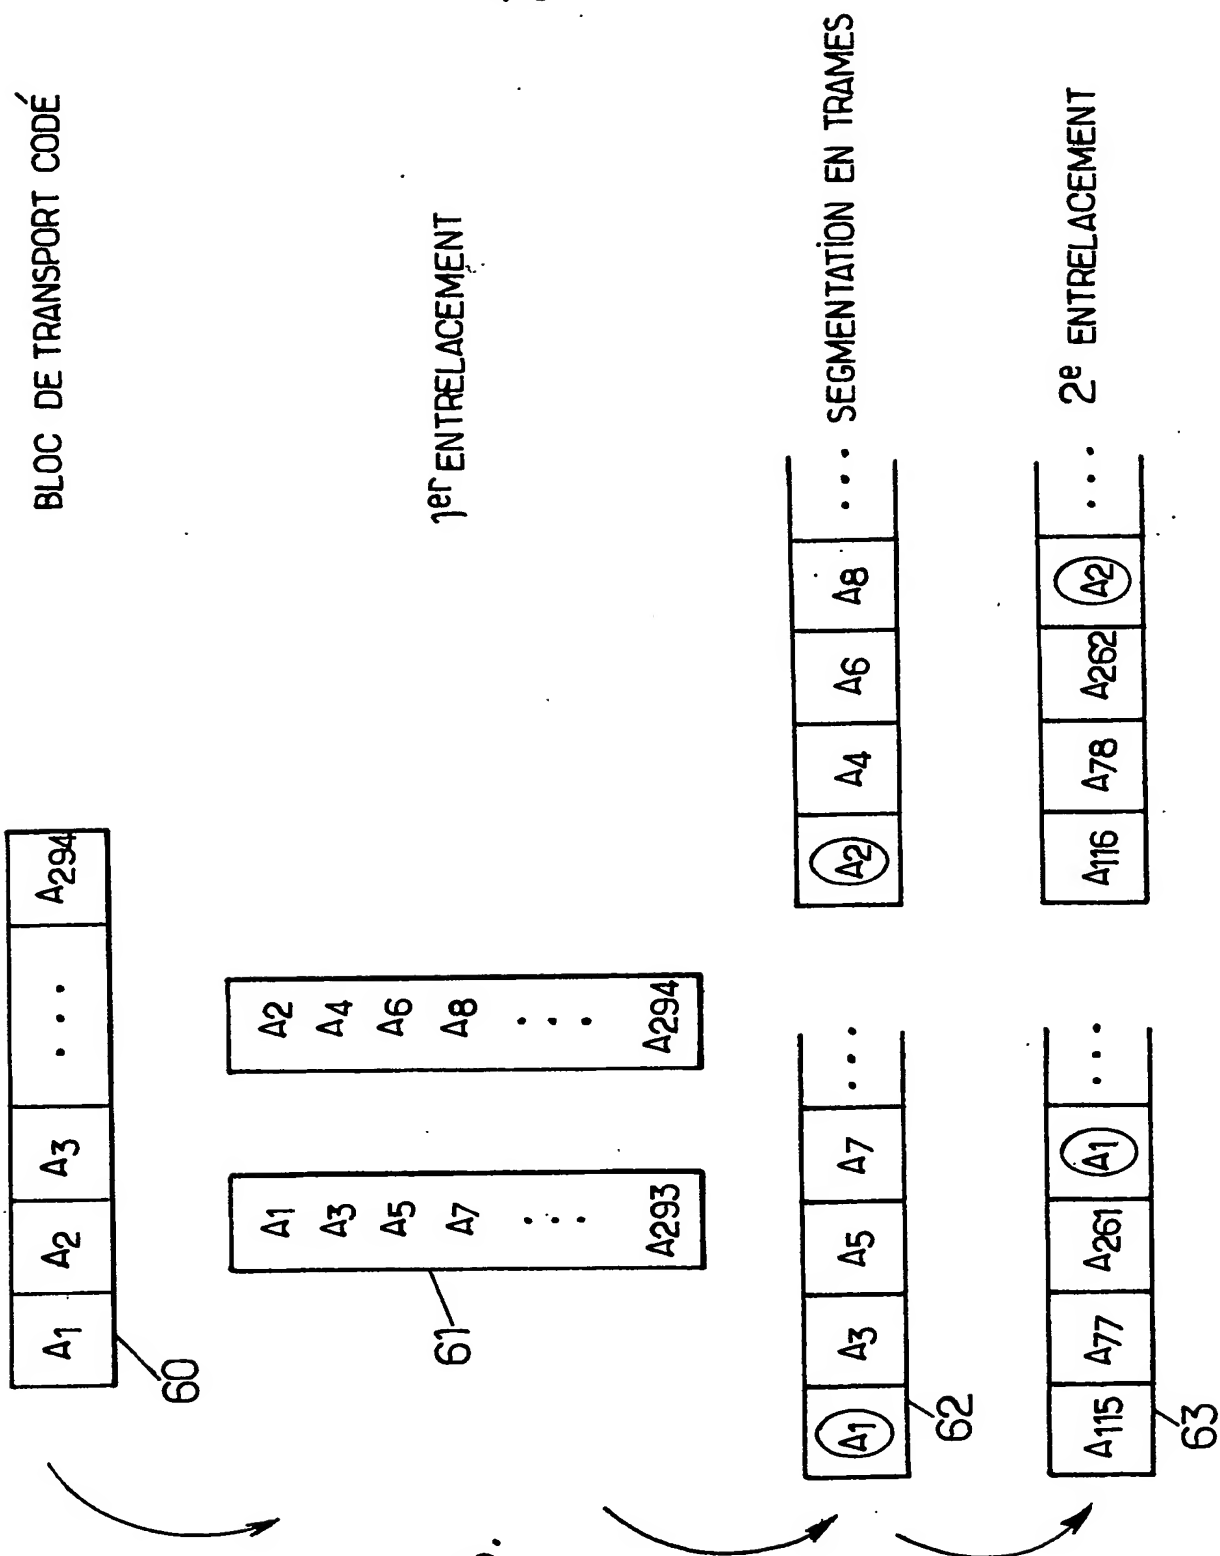 BLOC DE TRANSPORT CODÉ
A1 A2 A3 ... A294
60
1er ENTRELACEMENT
A1 A2
A3 A4
A5 A6
A7 A8
... ...
A293 A294
61
SEGMENTATION EN TRAMES
A1 A3 A5 A7 ... A2 A4 A6 A8 ...
62
2e ENTRELACEMENT
A115 A77 A261 A1 ... A116 A78 A262 A2 ...
63